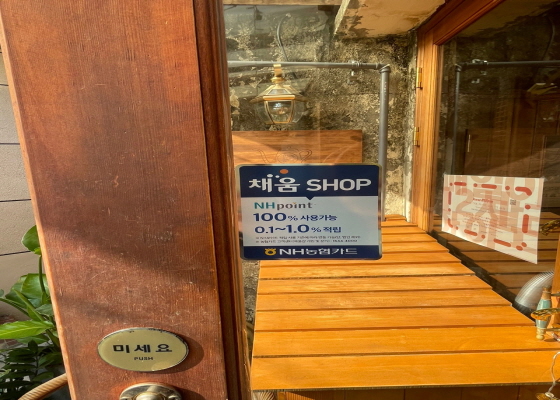 채움 SHOP
NHpoint
100% 사용가능
0.1~1.0% 적립
NH농협카드
미세요
PUSH